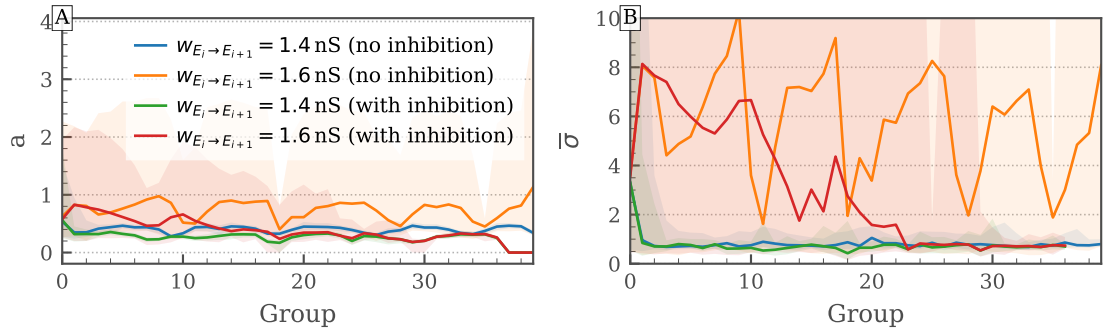 A
4
3
2
1
0
a
w_{E_i→E_{i+1}} = 1.4 nS (no inhibition)
w_{E_i→E_{i+1}} = 1.6 nS (no inhibition)
w_{E_i→E_{i+1}} = 1.4 nS (with inhibition)
w_{E_i→E_{i+1}} = 1.6 nS (with inhibition)
0 10 20 30
Group
B
10
8
6
4
2
0
σ̅
0 10 20 30
Group